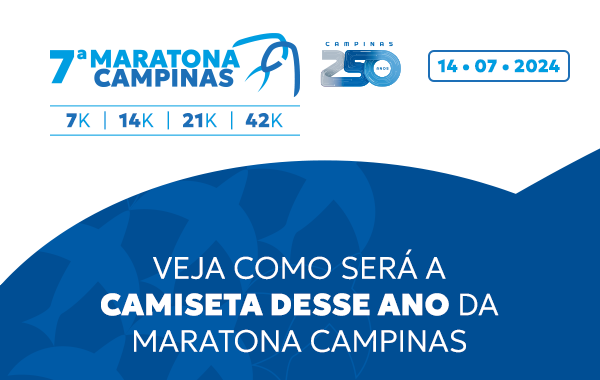 7ª MARATONA
CAMPINAS
CAMPINAS
250
ANOS
14 • 07 • 2024
7K | 14K | 21K | 42K
VEJA COMO SERÁ A
CAMISETA DESSE ANO DA
MARATONA CAMPINAS